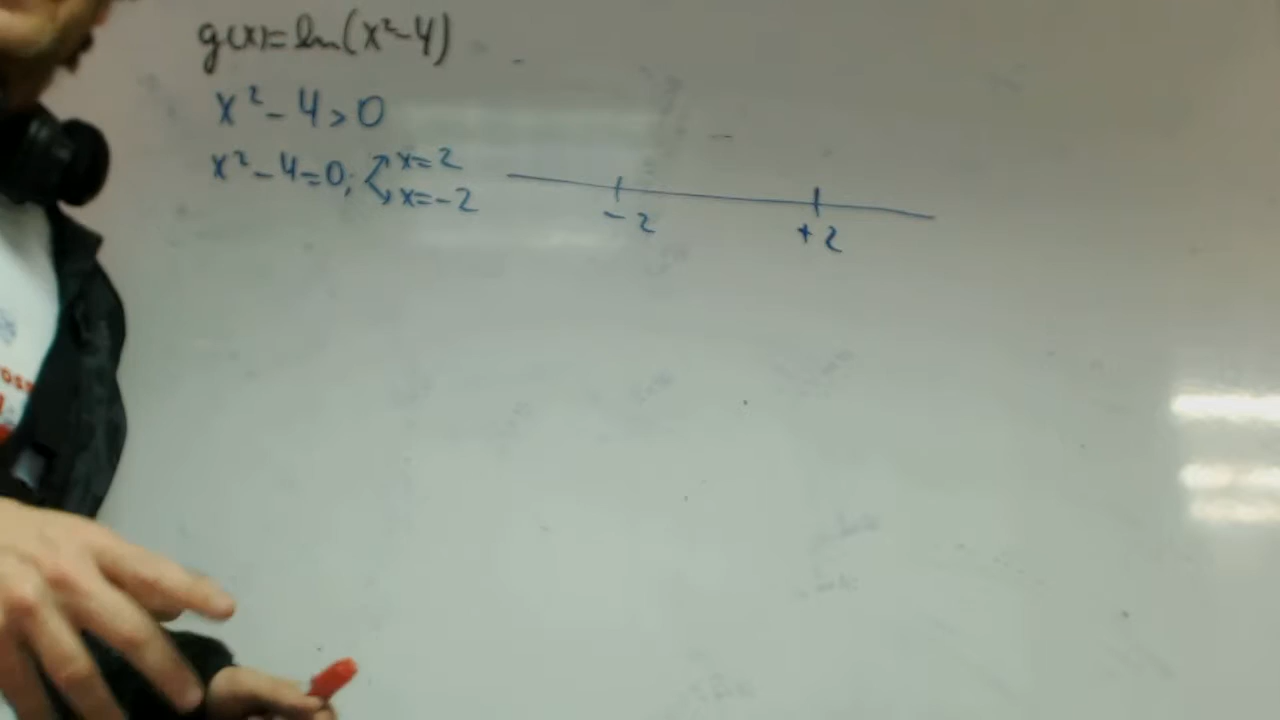 g(x)=ln(x²-4)
x²-4>0
x²-4=0; x=2
x=-2
-2 +2